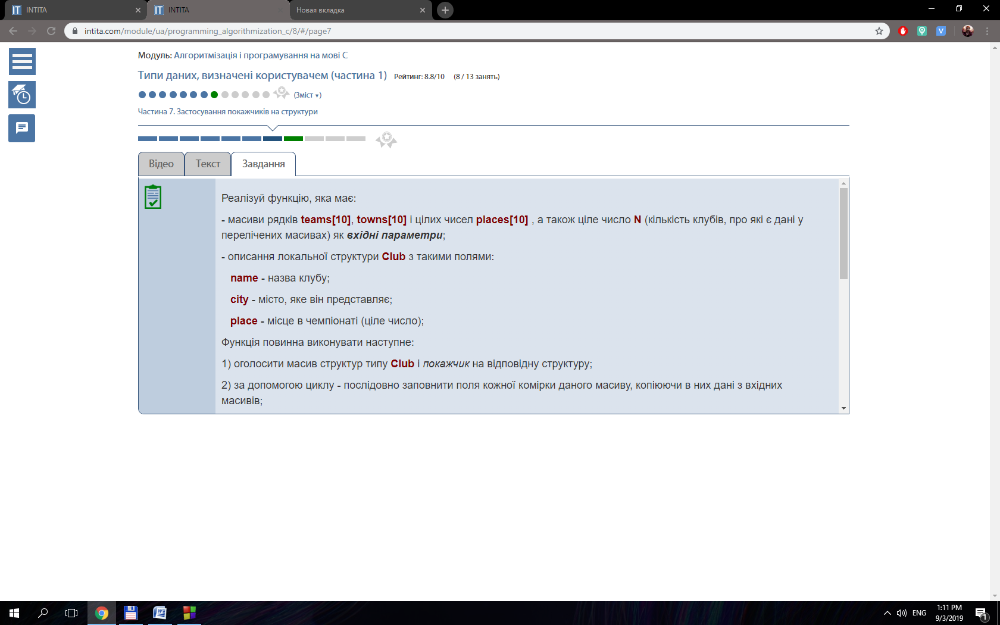 INTITA
INTITA
Новая вкладка
intita.com/module/ua/programming_algorithmization_c/8/#/page7
Модуль: Алгоритмізація і програмування на мові С
Типи даних, визначені користувачем (частина 1) Рейтинг: 8.8/10 (8 / 13 занять)
(Зміст ▾)
Частина 7. Застосування покажчиків на структури
Відео
Текст
Завдання
Реалізуй функцію, яка має:
- масиви рядків teams[10], towns[10] і цілих чисел places[10] , а також ціле число N (кількість клубів, про які є дані у
перелічених масивах) як вхідні параметри;
- описання локальної структури Club з такими полями:
name - назва клубу;
city - місто, яке він представляє;
place - місце в чемпіонаті (ціле число);
Функція повинна виконувати наступне:
1) оголосити масив структур типу Club і покажчик на відповідну структуру;
2) за допомогою циклу - послідовно заповнити поля кожної комірки даного масиву, копіюючи в них дані з вхідних
масивів;
ENG
1:11 PM
9/3/2019
1